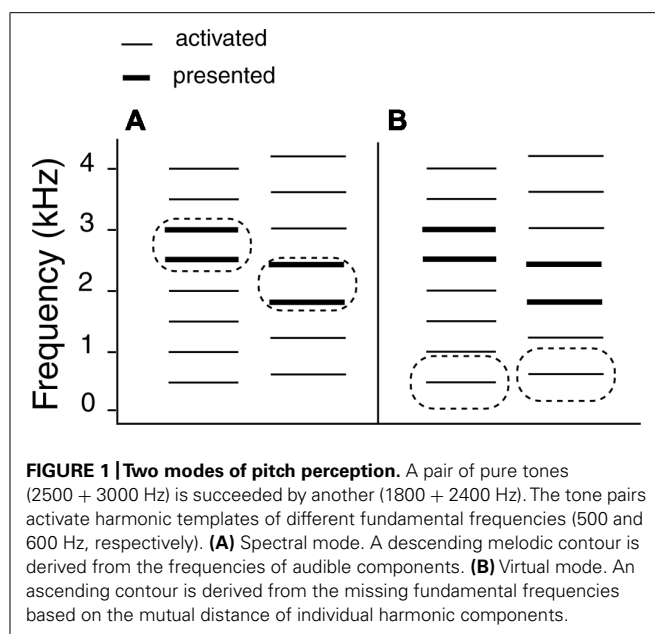 activated
presented
A
B
Frequency (kHz)
4
3
2
1
0
FIGURE 1 | Two modes of pitch perception. A pair of pure tones
(2500 + 3000 Hz) is succeeded by another (1800 + 2400 Hz). The tone pairs
activate harmonic templates of different fundamental frequencies (500 and
600 Hz, respectively). (A) Spectral mode. A descending melodic contour is
derived from the frequencies of audible components. (B) Virtual mode. An
ascending contour is derived from the missing fundamental frequencies
based on the mutual distance of individual harmonic components.